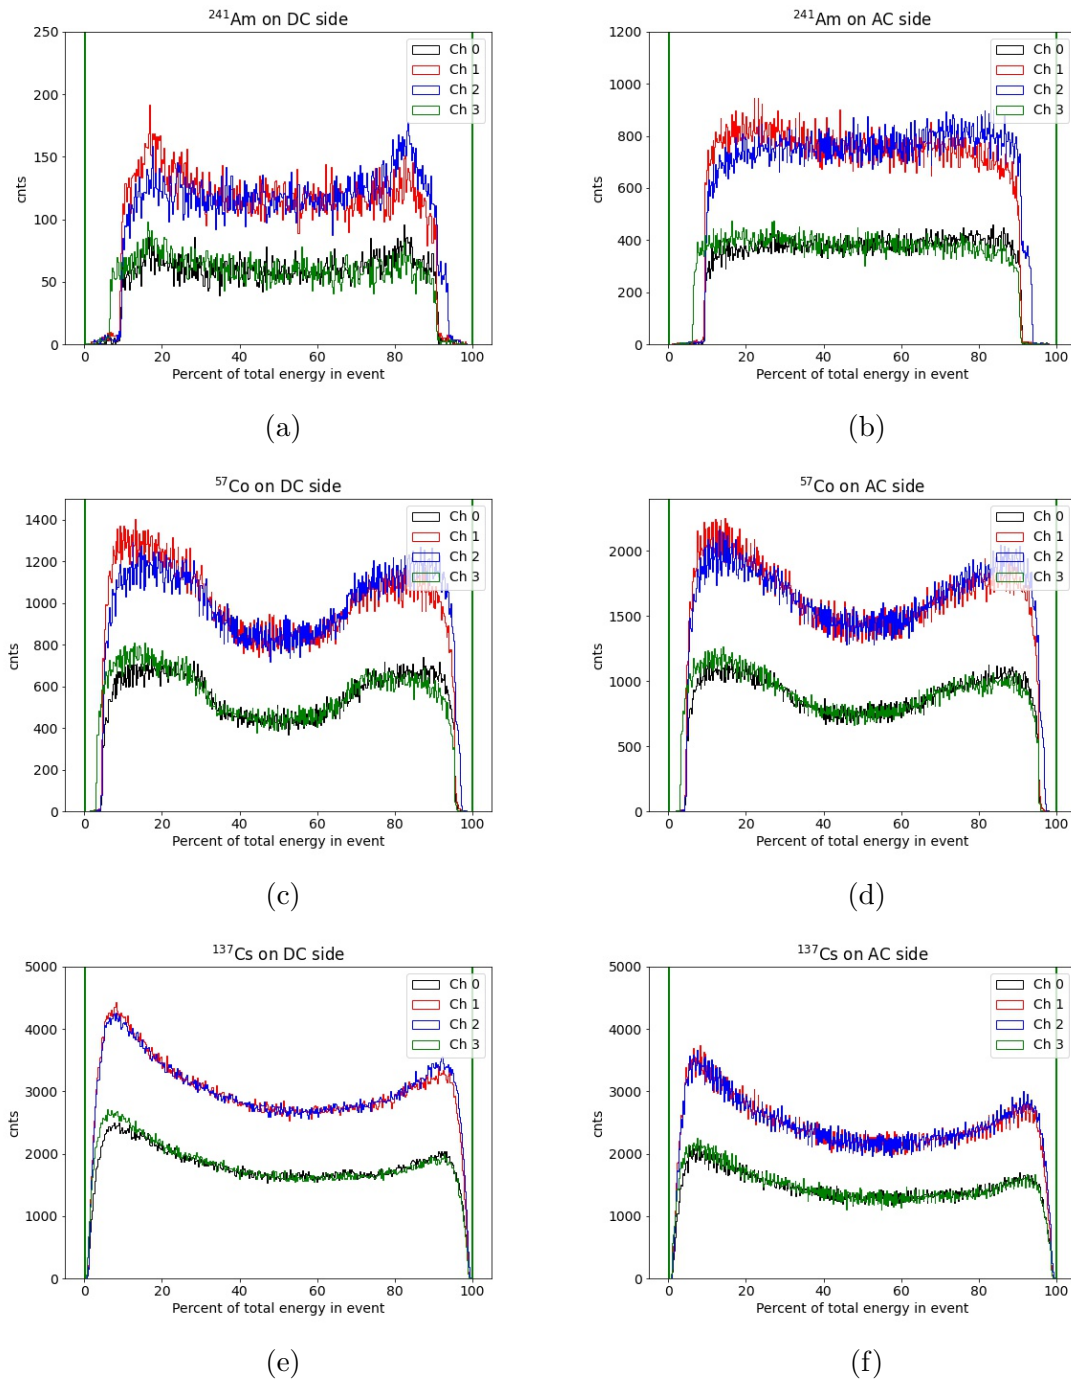 ²⁴¹Am on DC side
250
200
150
100
50
0
cnts
Ch 0
Ch 1
Ch 2
Ch 3
0 20 40 60 80 100
Percent of total energy in event
(a)
²⁴¹Am on AC side
1200
1000
800
600
400
200
0
cnts
Ch 0
Ch 1
Ch 2
Ch 3
0 20 40 60 80 100
Percent of total energy in event
(b)
⁵⁷Co on DC side
1400
1200
1000
800
600
400
200
0
cnts
Ch 0
Ch 1
Ch 2
Ch 3
0 20 40 60 80 100
Percent of total energy in event
(c)
⁵⁷Co on AC side
2000
1500
1000
500
0
cnts
Ch 0
Ch 1
Ch 2
Ch 3
0 20 40 60 80 100
Percent of total energy in event
(d)
¹³⁷Cs on DC side
5000
4000
3000
2000
1000
0
cnts
Ch 0
Ch 1
Ch 2
Ch 3
0 20 40 60 80 100
Percent of total energy in event
(e)
¹³⁷Cs on AC side
5000
4000
3000
2000
1000
0
cnts
Ch 0
Ch 1
Ch 2
Ch 3
0 20 40 60 80 100
Percent of total energy in event
(f)